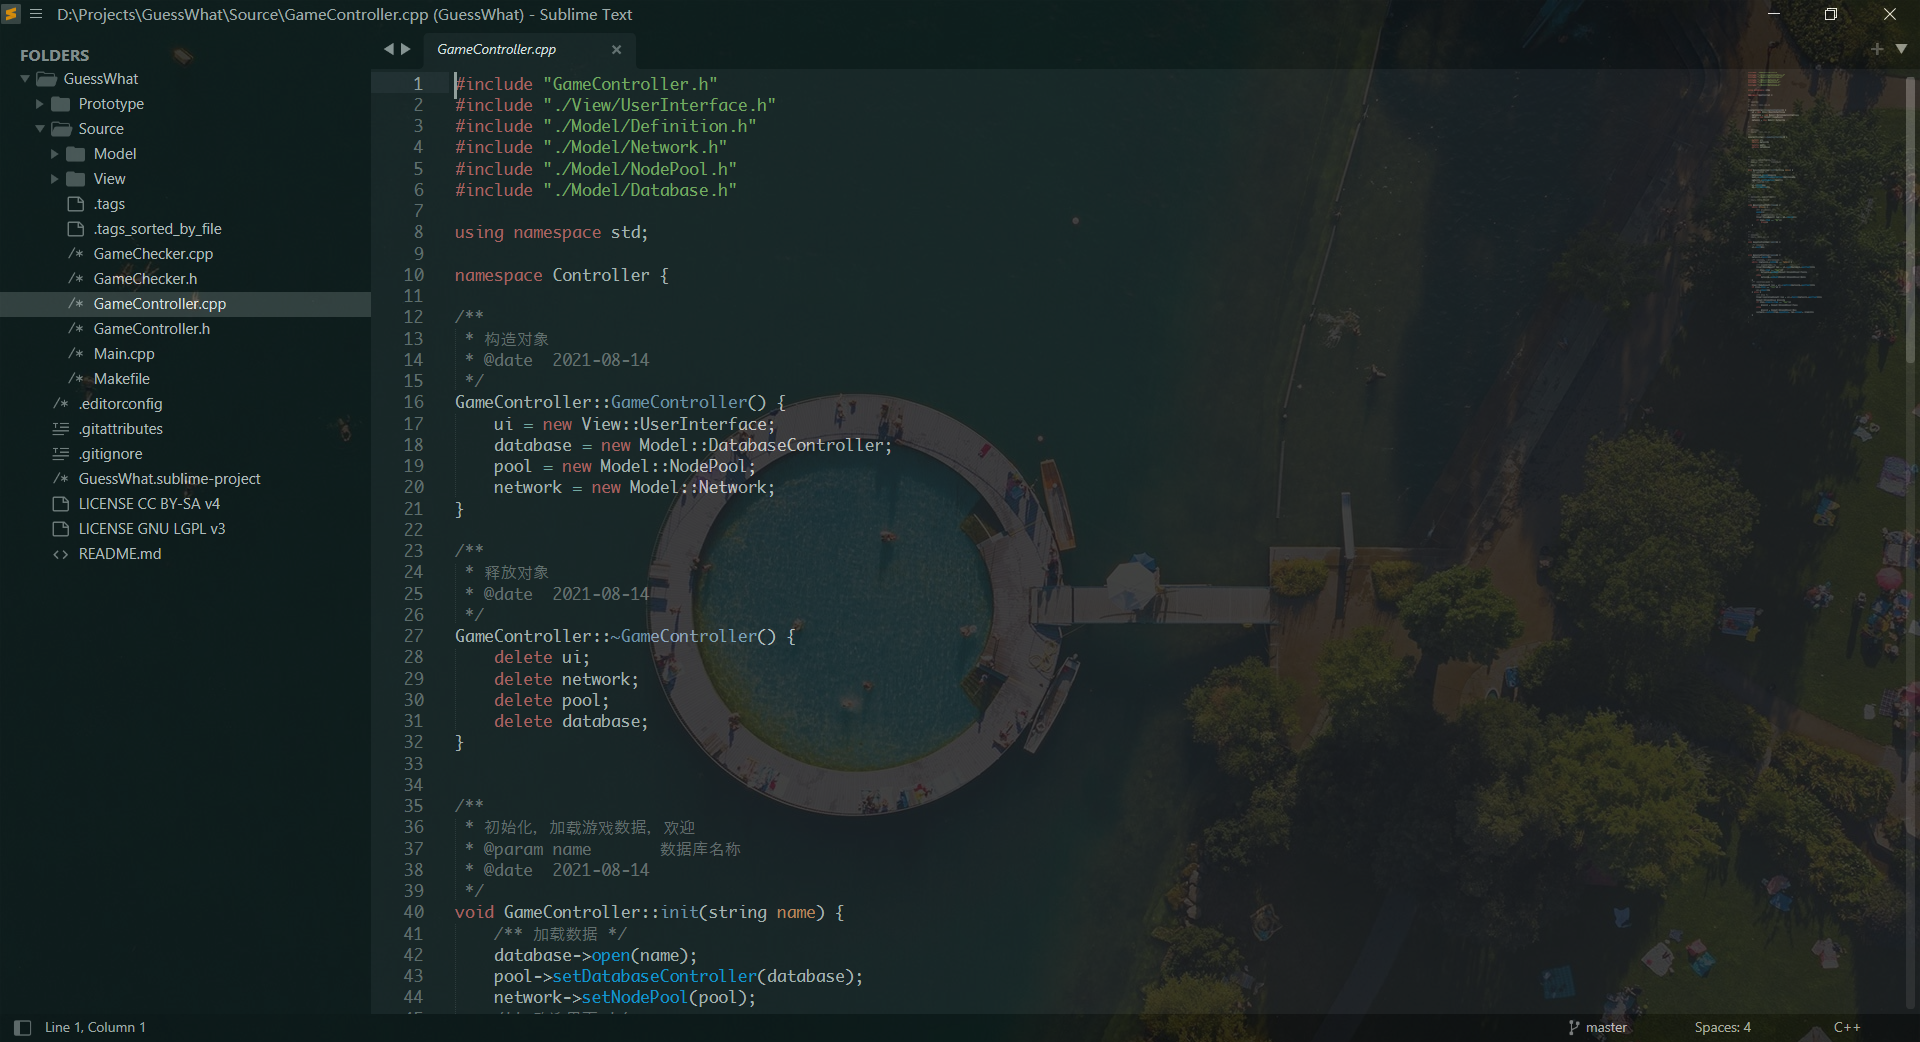 D:\Projects\GuessWhat\Source\GameController.cpp (GuessWhat) - Sublime Text
FOLDERS
GuessWhat
Prototype
Source
Model
View
.tags
.tags_sorted_by_file
/* GameChecker.cpp
/* GameChecker.h
/* GameController.cpp
/* GameController.h
/* Main.cpp
/* Makefile
/* .editorconfig
.gitattributes
.gitignore
/* GuessWhat.sublime-project
LICENSE CC BY-SA v4
LICENSE GNU LGPL v3
<> README.md
GameController.cpp
1 #include "GameController.h"
2 #include "./View/UserInterface.h"
3 #include "./Model/Definition.h"
4 #include "./Model/Network.h"
5 #include "./Model/NodePool.h"
6 #include "./Model/Database.h"
7
8 using namespace std;
9
10 namespace Controller {
11
12 /**
13  * 构造对象
14  * @date  2021-08-14
15  */
16 GameController::GameController() {
17     ui = new View::UserInterface;
18     database = new Model::DatabaseController;
19     pool = new Model::NodePool;
20     network = new Model::Network;
21 }
22
23 /**
24  * 释放对象
25  * @date  2021-08-14
26  */
27 GameController::~GameController() {
28     delete ui;
29     delete network;
30     delete pool;
31     delete database;
32 }
33
34
35 /**
36  * 初始化, 加载游戏数据, 欢迎
37  * @param name       数据库名称
38  * @date  2021-08-14
39  */
40 void GameController::init(string name) {
41     /** 加载数据 */
42     database->open(name);
43     pool->setDatabaseController(database);
44     network->setNodePool(pool);
Line 1, Column 1
master
Spaces: 4
C++